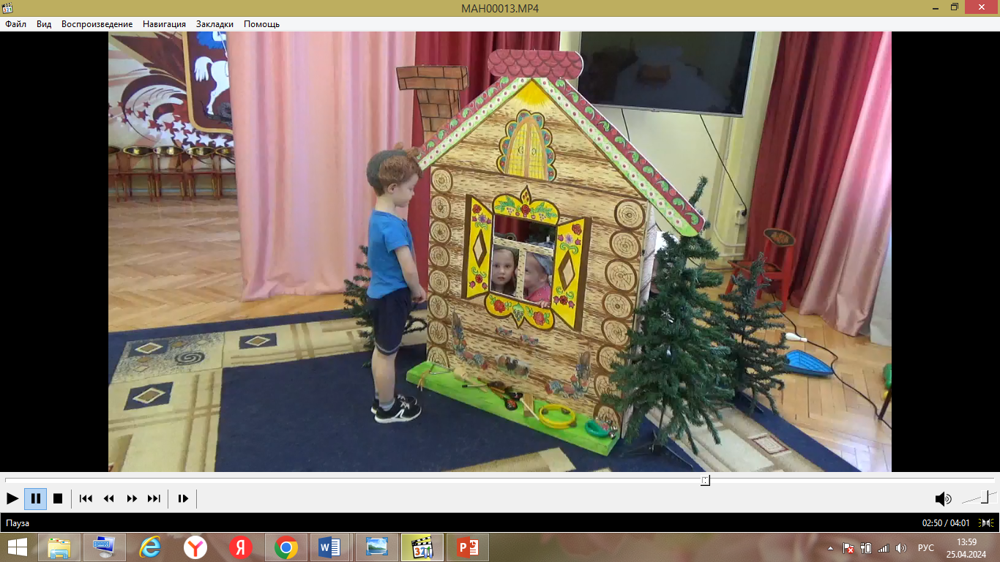 MAH00013.MP4
Файл Вид Воспроизведение Навигация Закладки Помощь
Пауза
02:50 / 04:01
РУС
13:59
25.04.2024